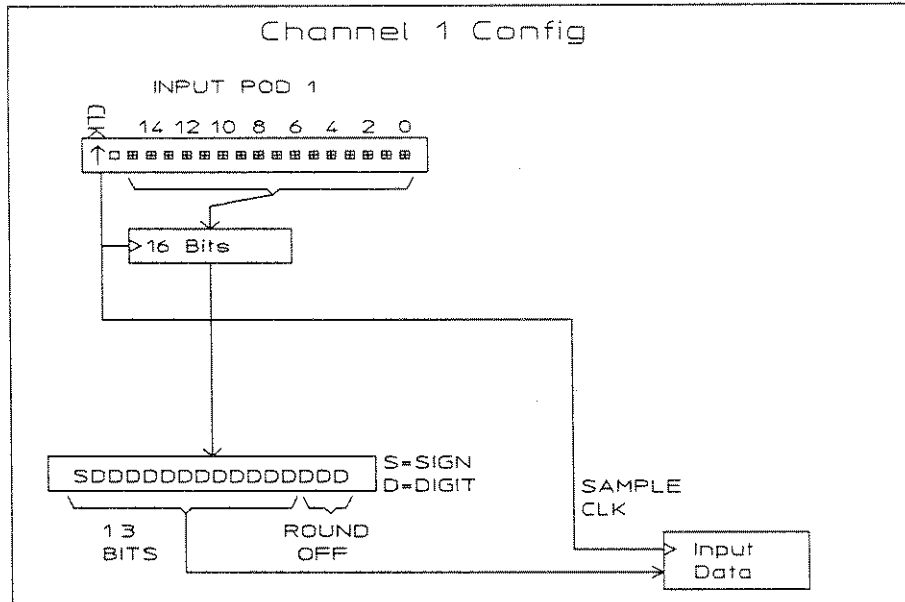 Channel 1 Config
INPUT POD 1
CLK
14 12 10 8 6 4 2 0
16 Bits
SDDDDDDDDDDDDDDD
S=SIGN
D=DIGIT
13
BITS
ROUND
OFF
SAMPLE
CLK
Input
Data